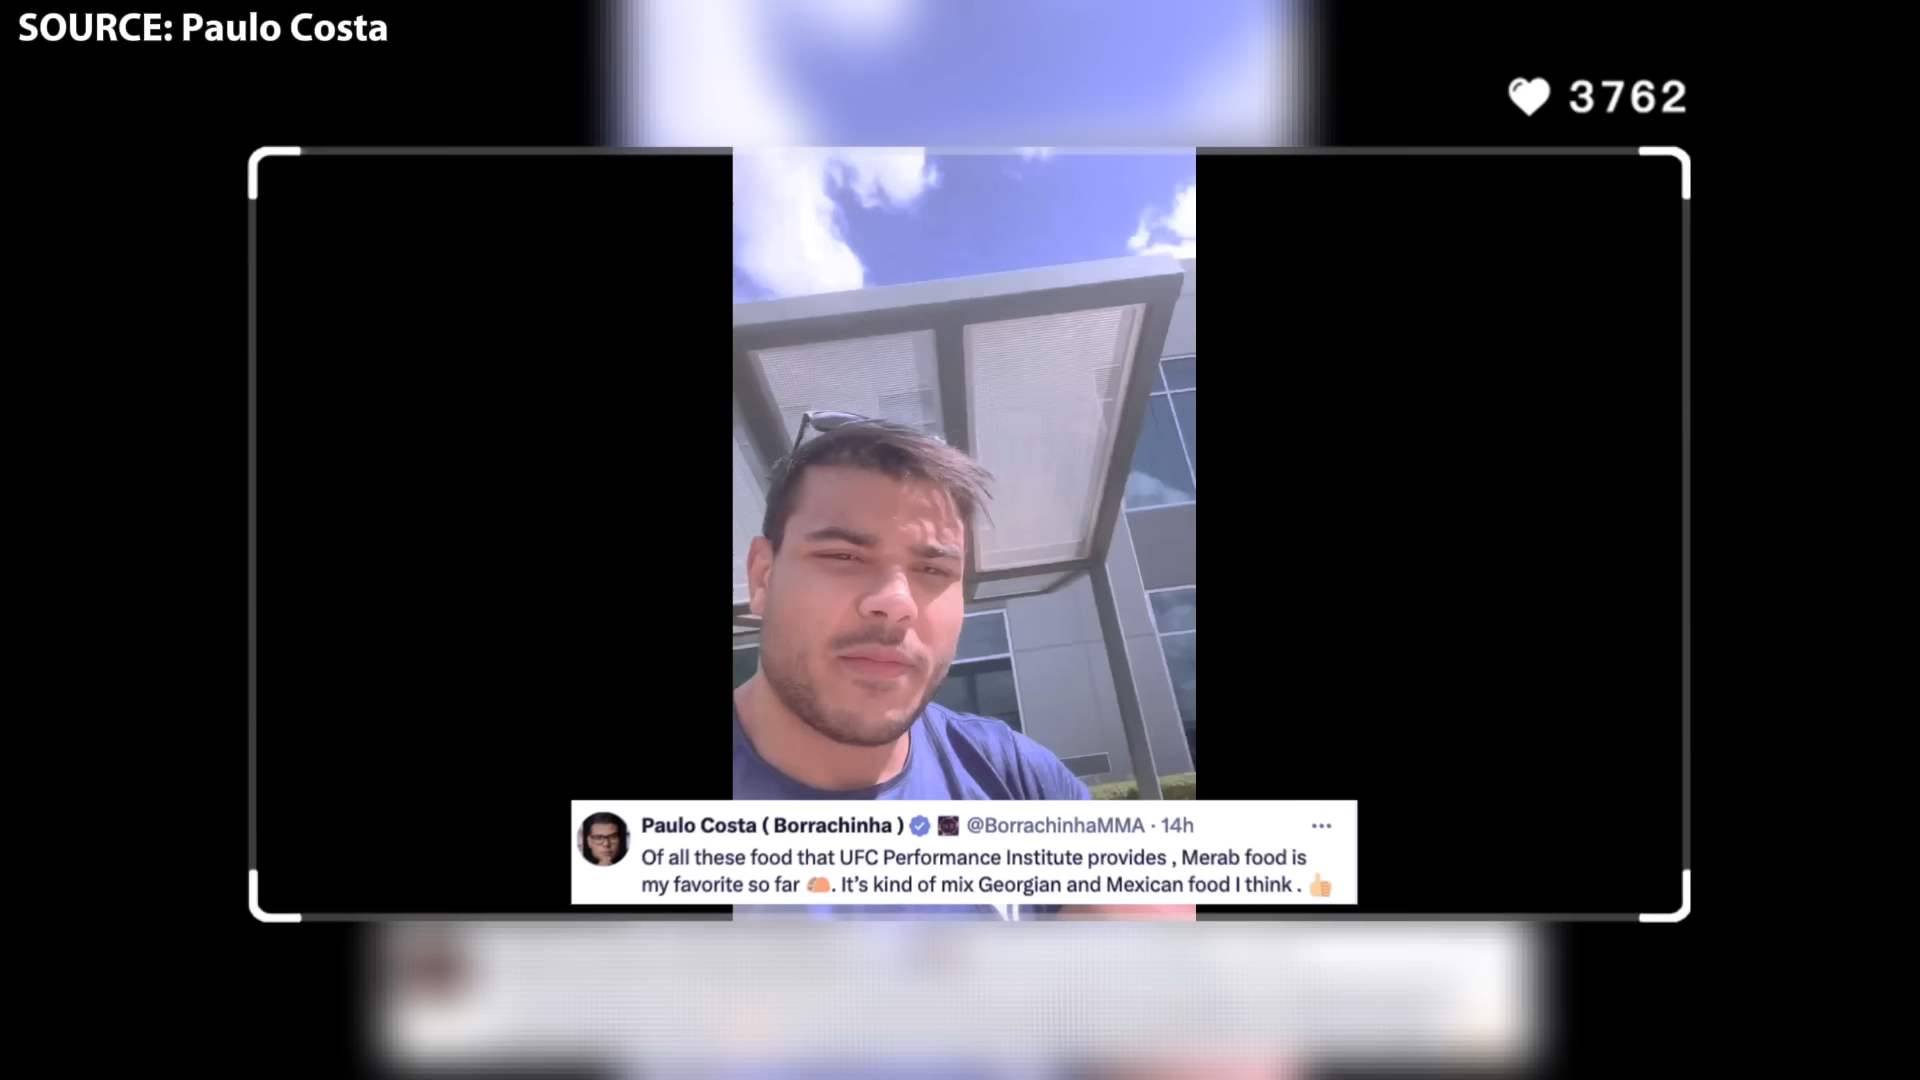 SOURCE: Paulo Costa
3762
Paulo Costa ( Borrachinha ) @BorrachinhaMMA · 14h
Of all these food that UFC Performance Institute provides , Merab food is
my favorite so far 🌮. It’s kind of mix Georgian and Mexican food I think . 👍